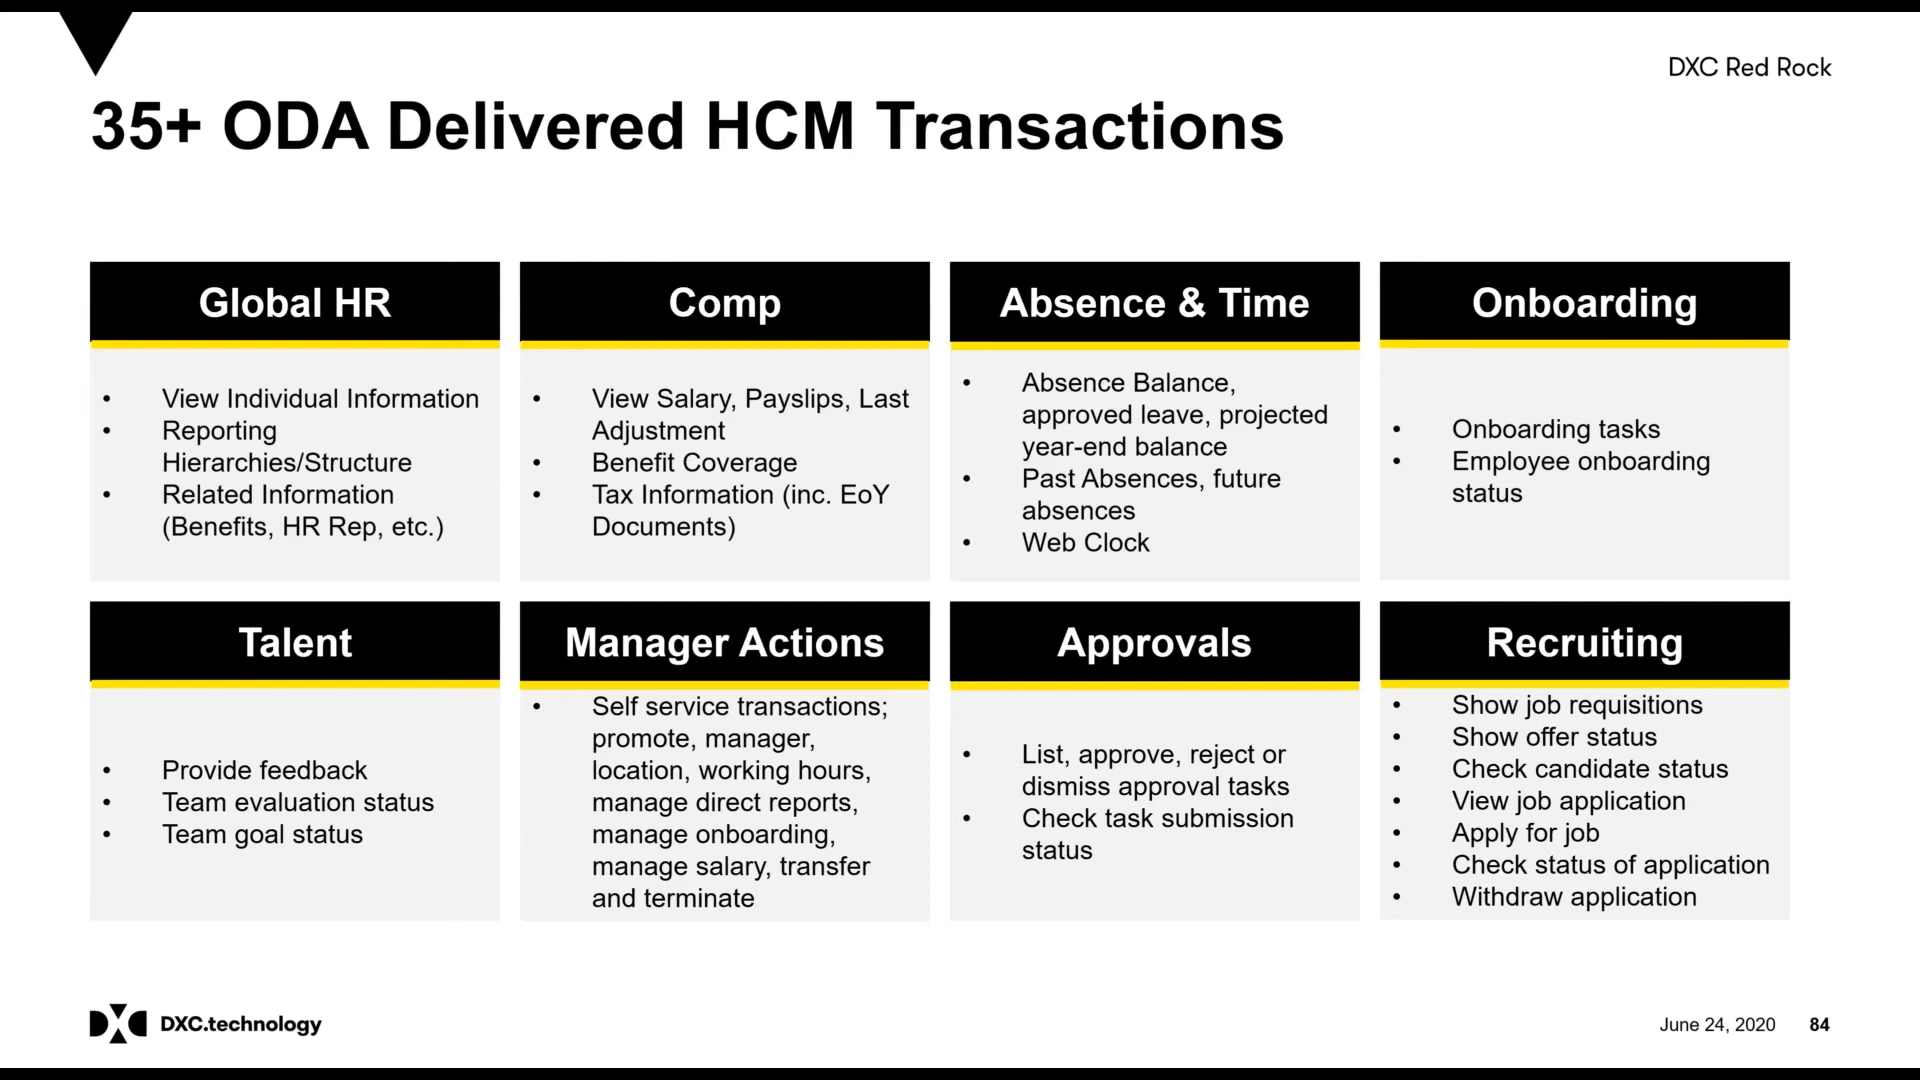 DXC Red Rock
35+ ODA Delivered HCM Transactions
Global HR
• View Individual Information
• Reporting
Hierarchies/Structure
• Related Information
(Benefits, HR Rep, etc.)
Comp
• View Salary, Payslips, Last
Adjustment
• Benefit Coverage
• Tax Information (inc. EoY
Documents)
Absence & Time
• Absence Balance,
approved leave, projected
year-end balance
• Past Absences, future
absences
• Web Clock
Onboarding
• Onboarding tasks
• Employee onboarding
status
Talent
• Provide feedback
• Team evaluation status
• Team goal status
Manager Actions
• Self service transactions;
promote, manager,
location, working hours,
manage direct reports,
manage onboarding,
manage salary, transfer
and terminate
Approvals
• List, approve, reject or
dismiss approval tasks
• Check task submission
status
Recruiting
• Show job requisitions
• Show offer status
• Check candidate status
• View job application
• Apply for job
• Check status of application
• Withdraw application
DXC.technology
June 24, 2020 84